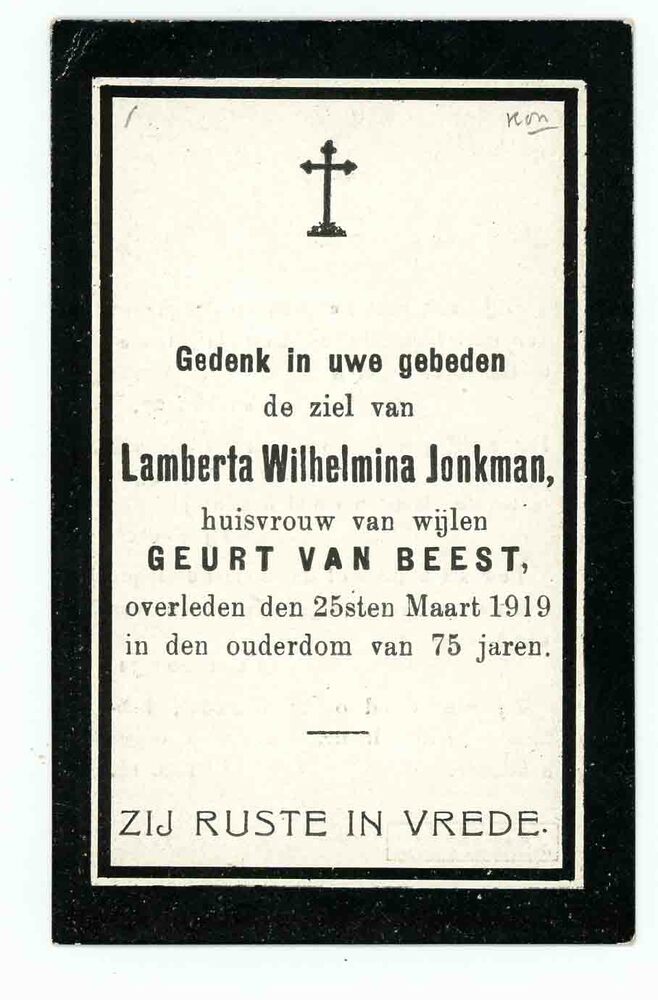 Gedenk in uwe gebeden
de ziel van
Lamberta Wilhelmina Jonkman,
huisvrouw van wijlen
GEURT VAN BEEST,
overleden den 25sten Maart 1919
in den ouderdom van 75 jaren.
ZIJ RUSTE IN VREDE.